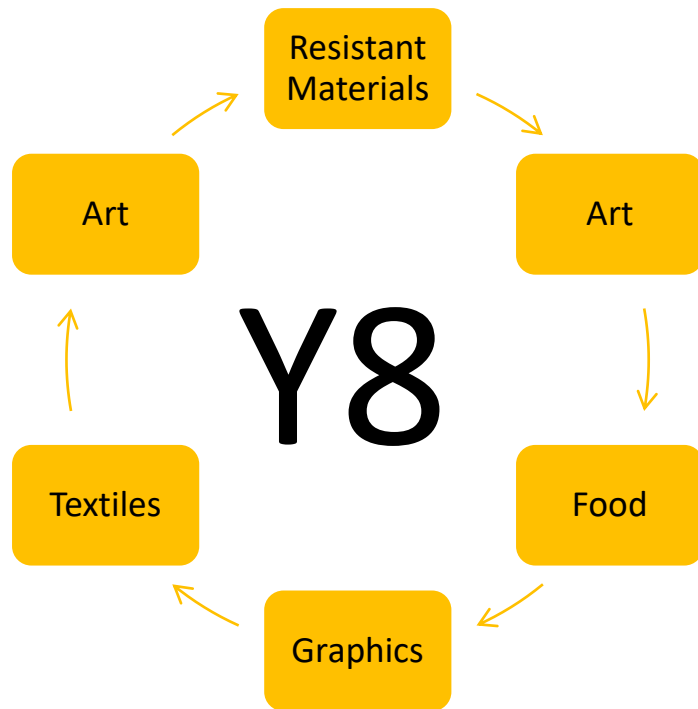 Resistant
Materials
Art
Art
Y8
Textiles
Food
Graphics